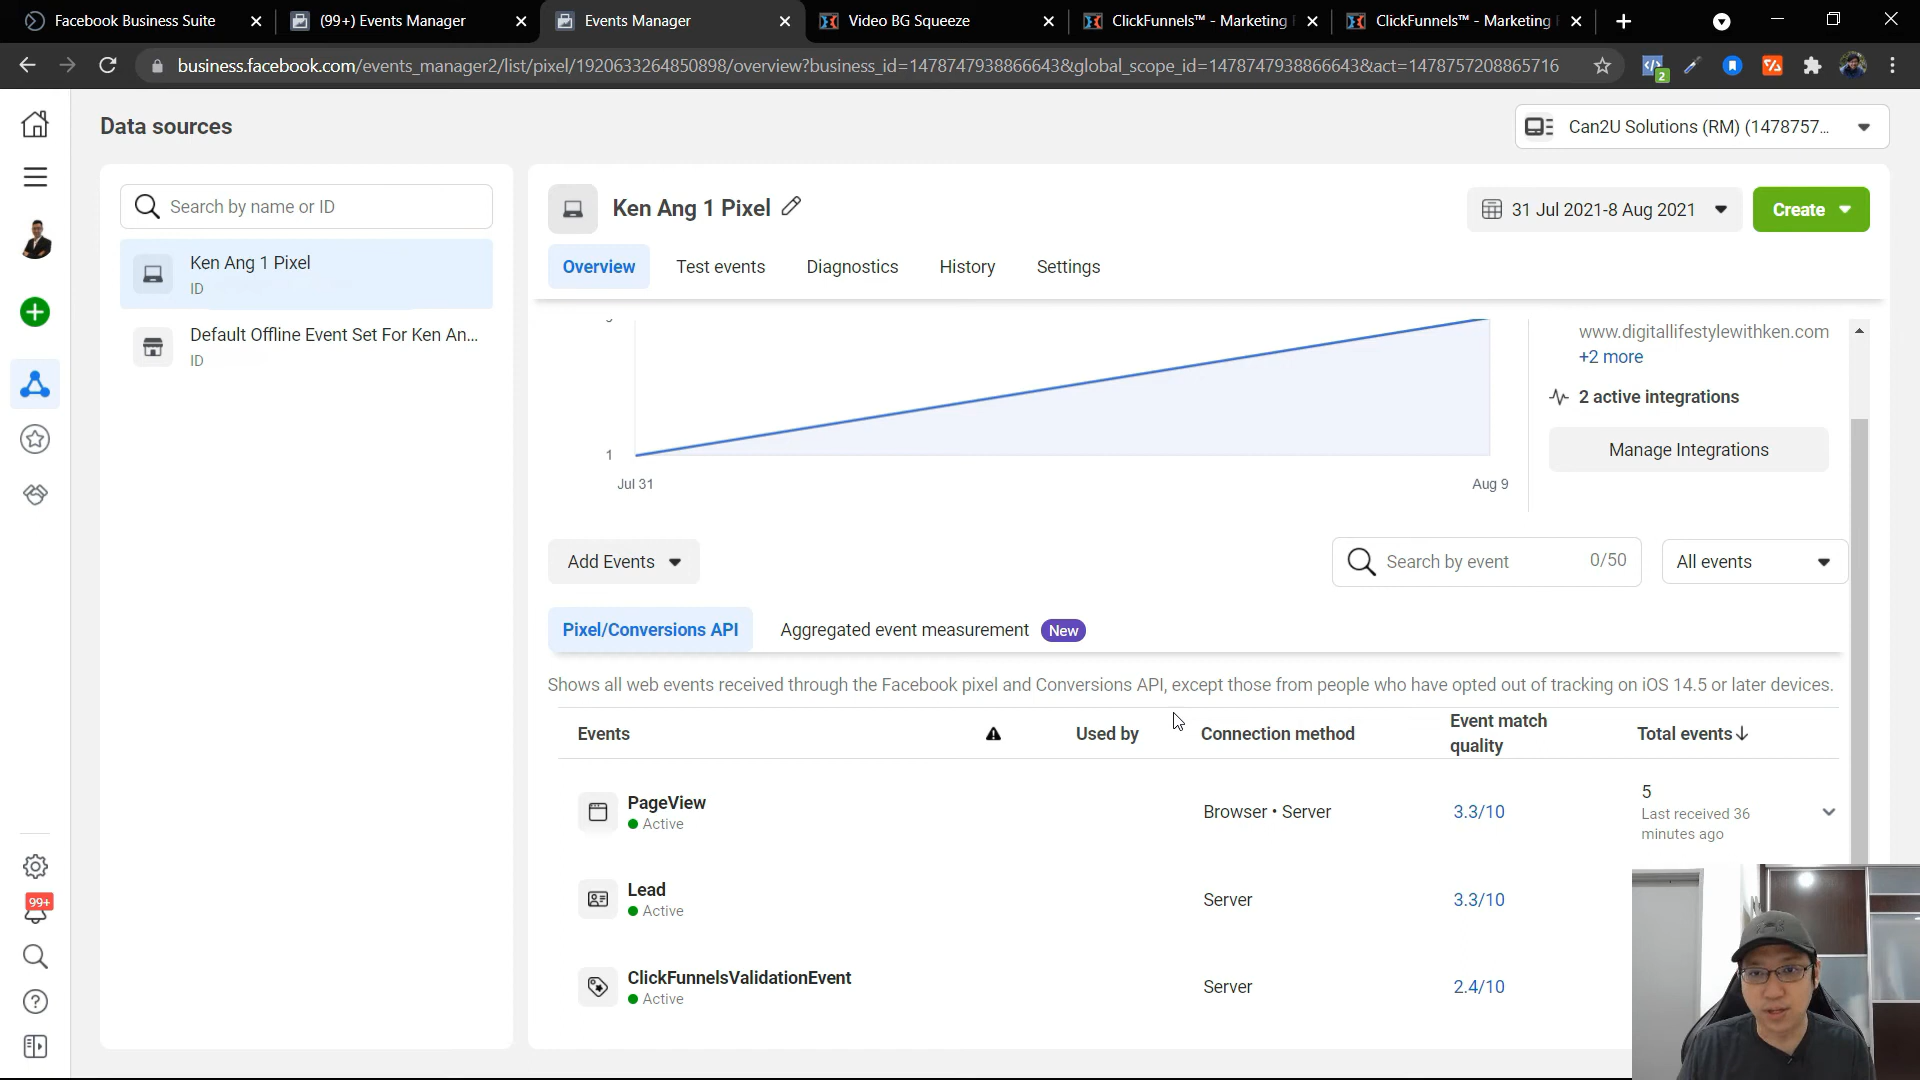 Facebook Business Suite
(99+) Events Manager
Events Manager
Video BG Squeeze
ClickFunnels™ - Marketing
ClickFunnels™ - Marketing
business.facebook.com/events_manager2/list/pixel/1920633264850898/overview?business_id=1478747938866643&global_scope_id=1478747938866643&act=1478757208865716
2
Data sources
Can2U Solutions (RM) (1478757...
Search by name or ID
Ken Ang 1 Pixel
ID
Default Offline Event Set For Ken An...
ID
99+
Ken Ang 1 Pixel
31 Jul 2021-8 Aug 2021
Create
Overview
Test events
Diagnostics
History
Settings
1
Jul 31
Aug 9
www.digitallifestylewithken.com
+2 more
2 active integrations
Manage Integrations
Add Events
Search by event
0/50
All events
Pixel/Conversions API
Aggregated event measurement
New
Shows all web events received through the Facebook pixel and Conversions API, except those from people who have opted out of tracking on iOS 14.5 or later devices.
Events
Used by
Connection method
Event match
quality
Total events
PageView
Active
Browser • Server
3.3/10
5
Last received 36
minutes ago
Lead
Active
Server
3.3/10
ClickFunnelsValidationEvent
Active
Server
2.4/10